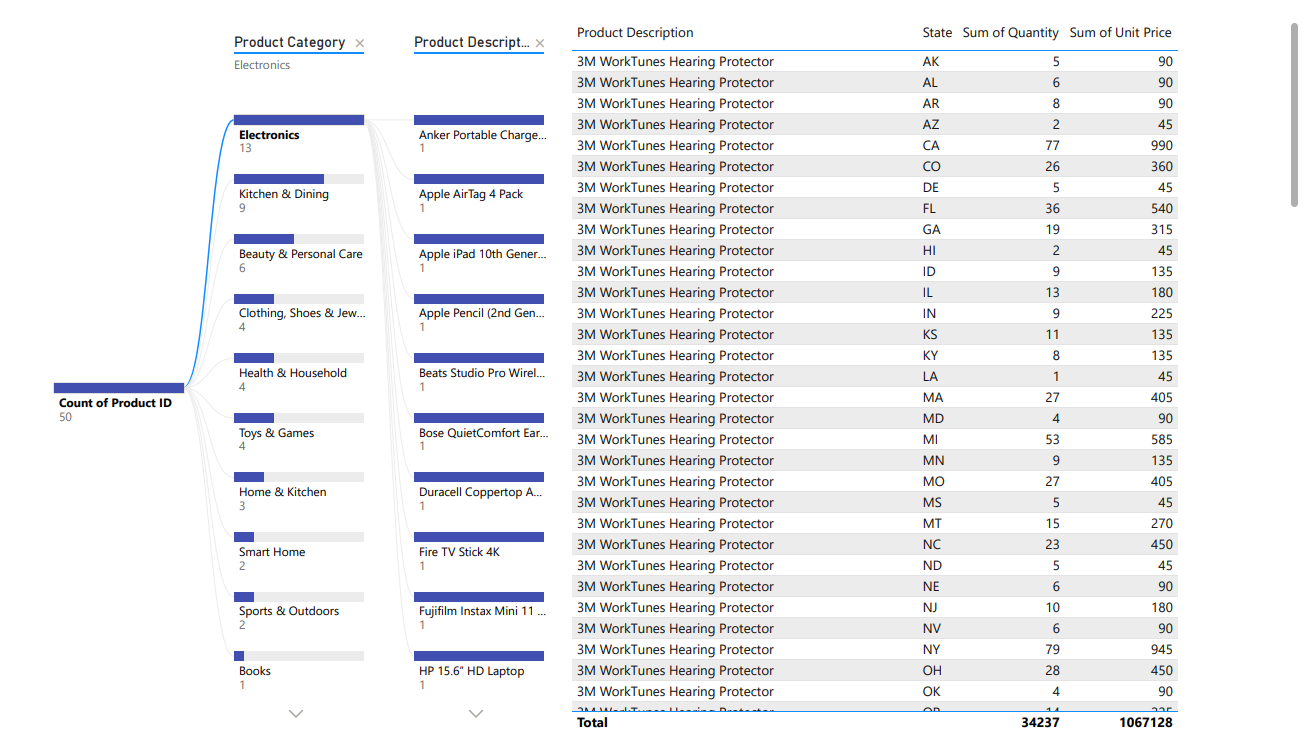 Product Category ×
Electronics
Product Descript... ×
Count of Product ID
50
Electronics
13
Kitchen & Dining
9
Beauty & Personal Care
6
Clothing, Shoes & Jew...
4
Health & Household
4
Toys & Games
4
Home & Kitchen
3
Smart Home
2
Sports & Outdoors
2
Books
1
Anker Portable Charge...
1
Apple AirTag 4 Pack
1
Apple iPad 10th Gener...
1
Apple Pencil (2nd Gen...
1
Beats Studio Pro Wirel...
1
Bose QuietComfort Ear...
1
Duracell Coppertop A...
1
Fire TV Stick 4K
1
Fujifilm Instax Mini 11 ...
1
HP 15.6" HD Laptop
1
Product Description State Sum of Quantity Sum of Unit Price
3M WorkTunes Hearing Protector AK 5 90
3M WorkTunes Hearing Protector AL 6 90
3M WorkTunes Hearing Protector AR 8 90
3M WorkTunes Hearing Protector AZ 2 45
3M WorkTunes Hearing Protector CA 77 990
3M WorkTunes Hearing Protector CO 26 360
3M WorkTunes Hearing Protector DE 5 45
3M WorkTunes Hearing Protector FL 36 540
3M WorkTunes Hearing Protector GA 19 315
3M WorkTunes Hearing Protector HI 2 45
3M WorkTunes Hearing Protector ID 9 135
3M WorkTunes Hearing Protector IL 13 180
3M WorkTunes Hearing Protector IN 9 225
3M WorkTunes Hearing Protector KS 11 135
3M WorkTunes Hearing Protector KY 8 135
3M WorkTunes Hearing Protector LA 1 45
3M WorkTunes Hearing Protector MA 27 405
3M WorkTunes Hearing Protector MD 4 90
3M WorkTunes Hearing Protector MI 53 585
3M WorkTunes Hearing Protector MN 9 135
3M WorkTunes Hearing Protector MO 27 405
3M WorkTunes Hearing Protector MS 5 45
3M WorkTunes Hearing Protector MT 15 270
3M WorkTunes Hearing Protector NC 23 450
3M WorkTunes Hearing Protector ND 5 45
3M WorkTunes Hearing Protector NE 6 90
3M WorkTunes Hearing Protector NJ 10 180
3M WorkTunes Hearing Protector NV 6 90
3M WorkTunes Hearing Protector NY 79 945
3M WorkTunes Hearing Protector OH 28 450
3M WorkTunes Hearing Protector OK 4 90
Total 34237 1067128